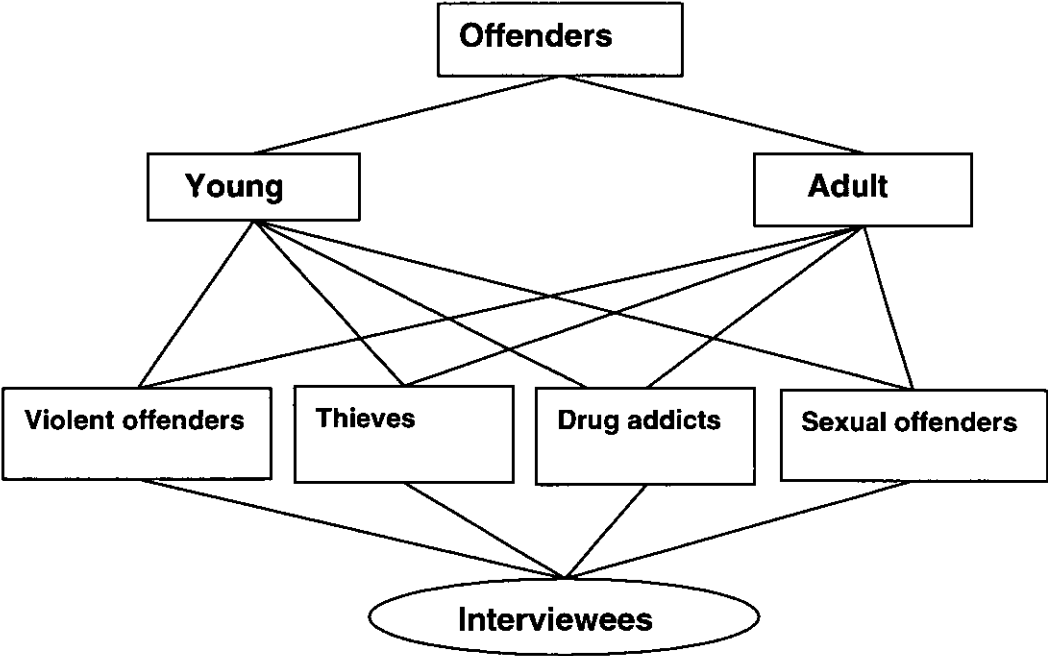 Offenders
Young
Adult
Violent offenders
Thieves
Drug addicts
Sexual offenders
Interviewees